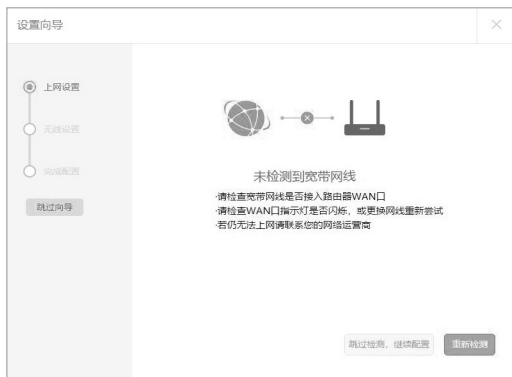 设置向导
上网设置
无线设置
完成配置
跳过向导
未检测到宽带网线
·请检查宽带网线是否接入路由器WAN口
·请检查WAN口指示灯是否闪烁，或更换网线重新尝试
·若仍无法上网请联系您的网络运营商
跳过检测，继续配置
重新检测